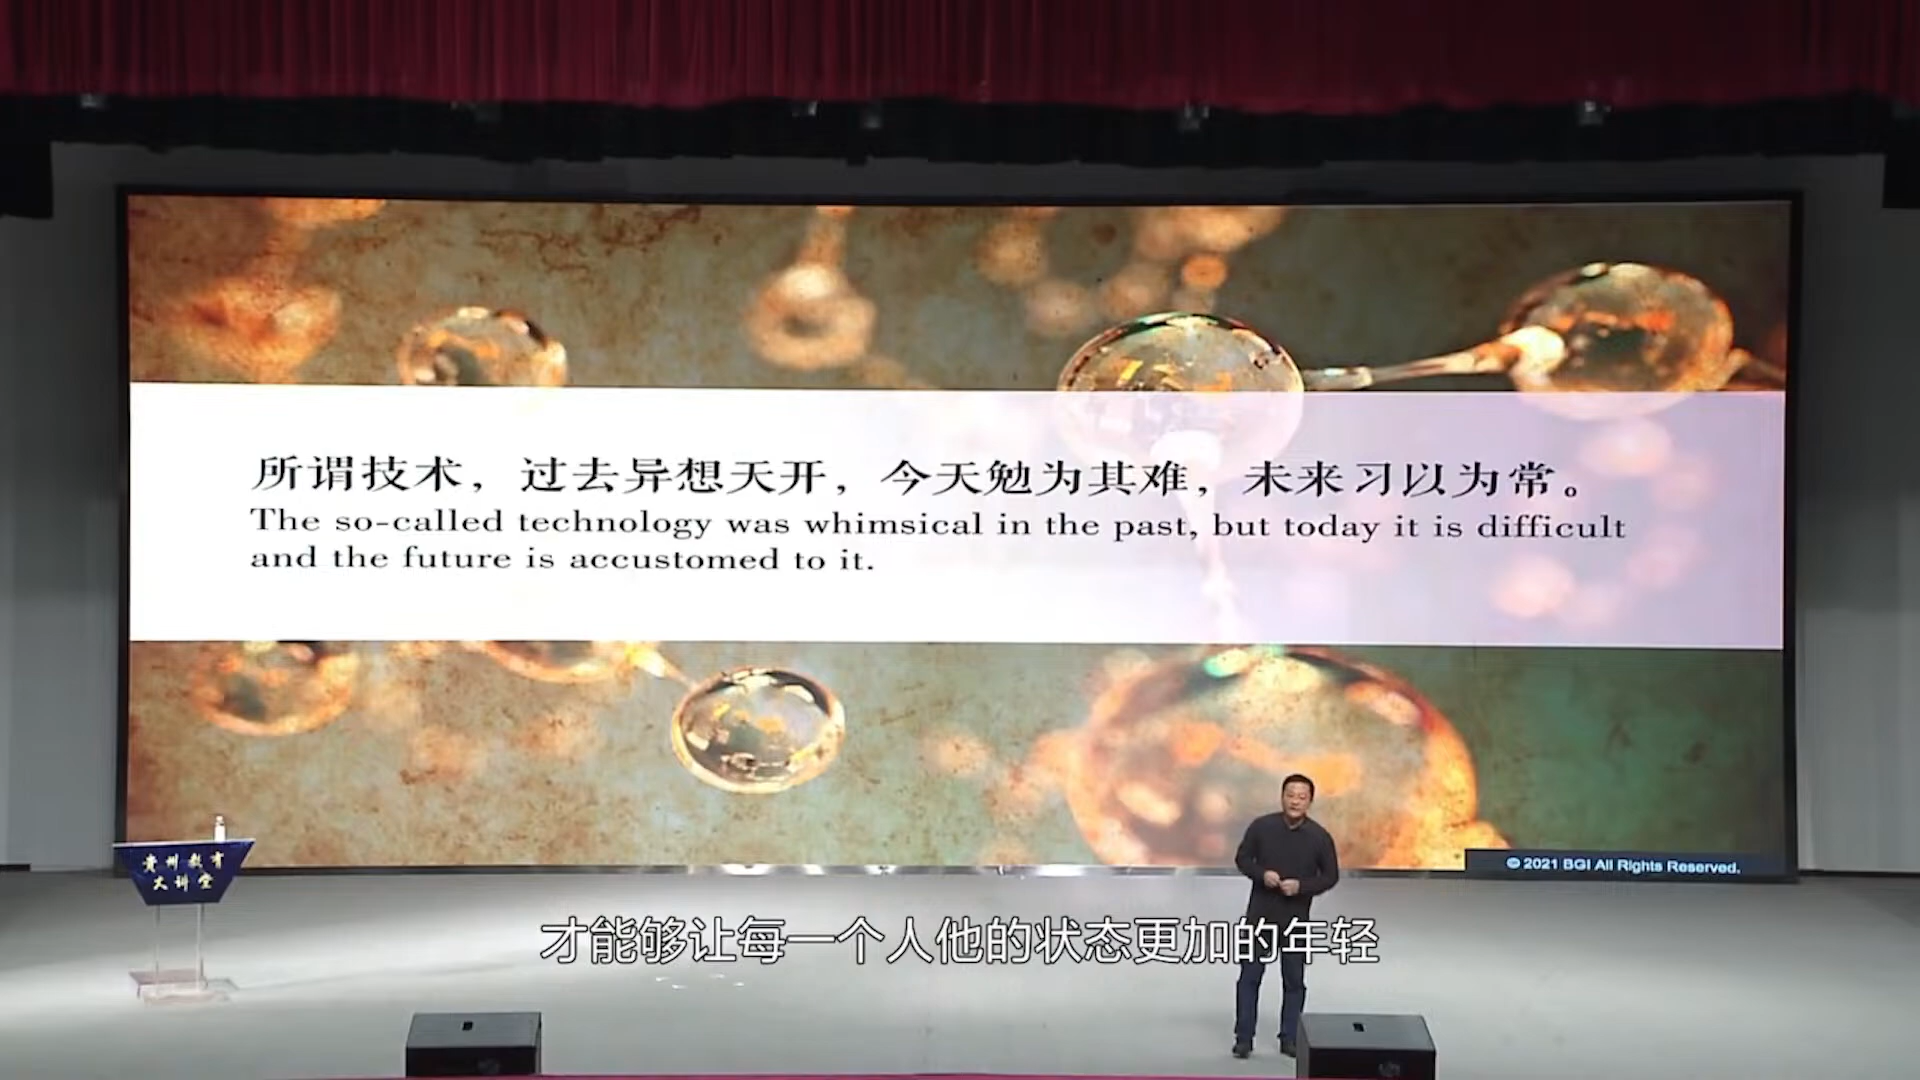 所谓技术，过去异想天开，今天勉为其难，未来习以为常。
The so-called technology was whimsical in the past, but today it is difficult
and the future is accustomed to it.
© 2021 BGI All Rights Reserved.
贵州教育
大讲堂
才能够让每一个人他的状态更加的年轻